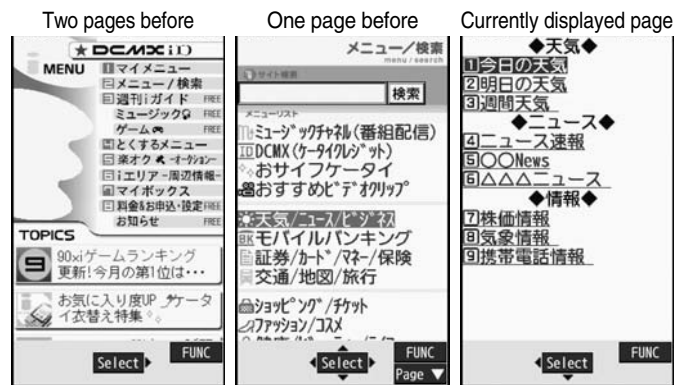 Two pages before
One page before
Currently displayed page
★DCMXiD
MENU
マイメニュー
メニュー/検索
週刊iガイド FREE
ミュージック FREE
ゲーム FREE
とくするメニュー
楽オク -オークション-
iエリア -周辺情報-
マイボックス
料金&お申込・設定 FREE
お知らせ FREE
TOPICS
90xiゲームランキング
更新!今月の第1位は・・・
お気に入り度UP ケータ
イ衣替え特集
Select
FUNC
メニュー/検索
menu/search
サイト検索
検索
メニューリスト
ミュージックチャネル(番組配信)
iD DCMX(ケータイクレジット)
おサイフケータイ
おすすめビデオクリップ
天気/ニュース/ビジネス
BK モバイルバンキング
証券/カード/マネー/保険
交通/地図/旅行
ショッピング/チケット
ファッション/コスメ
Select
FUNC
Page ▼
◆天気◆
1今日の天気
2明日の天気
3週間天気
◆ニュース◆
4ニュース速報
5○○News
6△△△ニュース
◆情報◆
7株価情報
8気象情報
9携帯電話情報
Select
FUNC